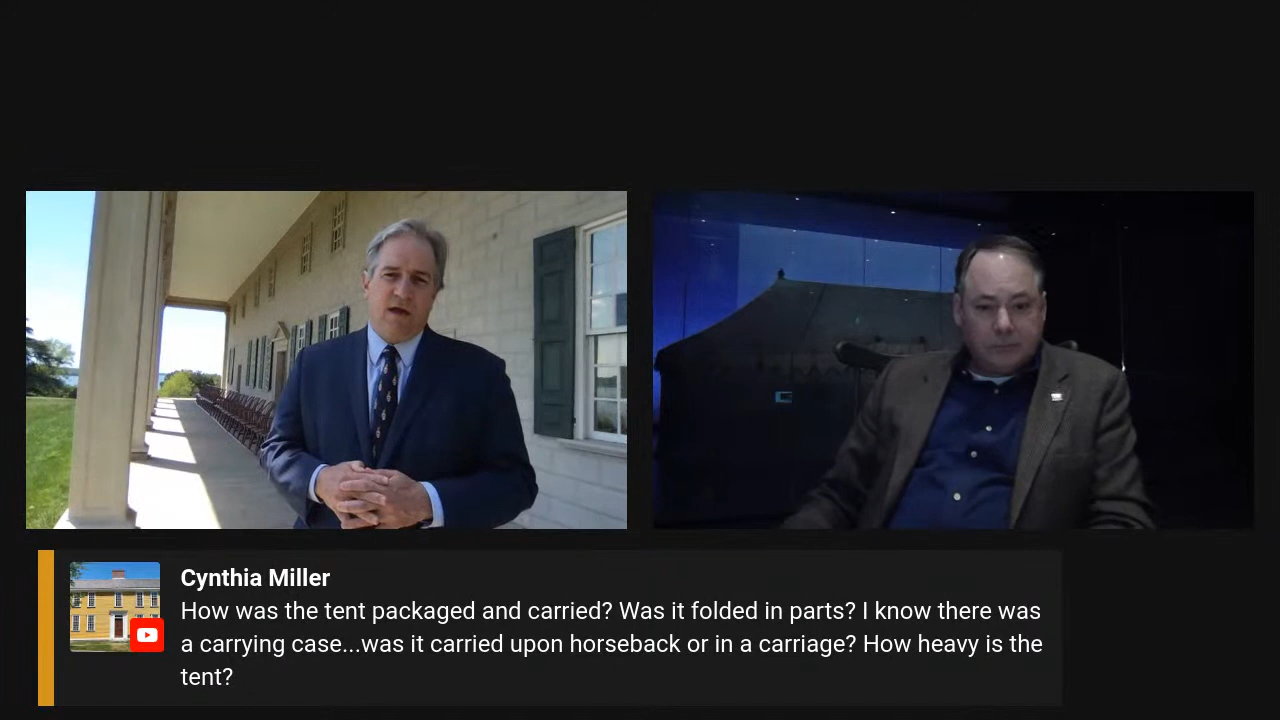 Cynthia Miller
How was the tent packaged and carried? Was it folded in parts? I know there was
a carrying case...was it carried upon horseback or in a carriage? How heavy is the
tent?